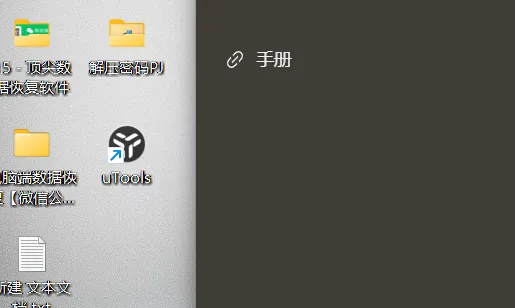 5 - 顶尖数
据恢复软件
解压密码PJ
手册
脑端数据恢
【微信公...
uTools
新建 文本文
档.txt